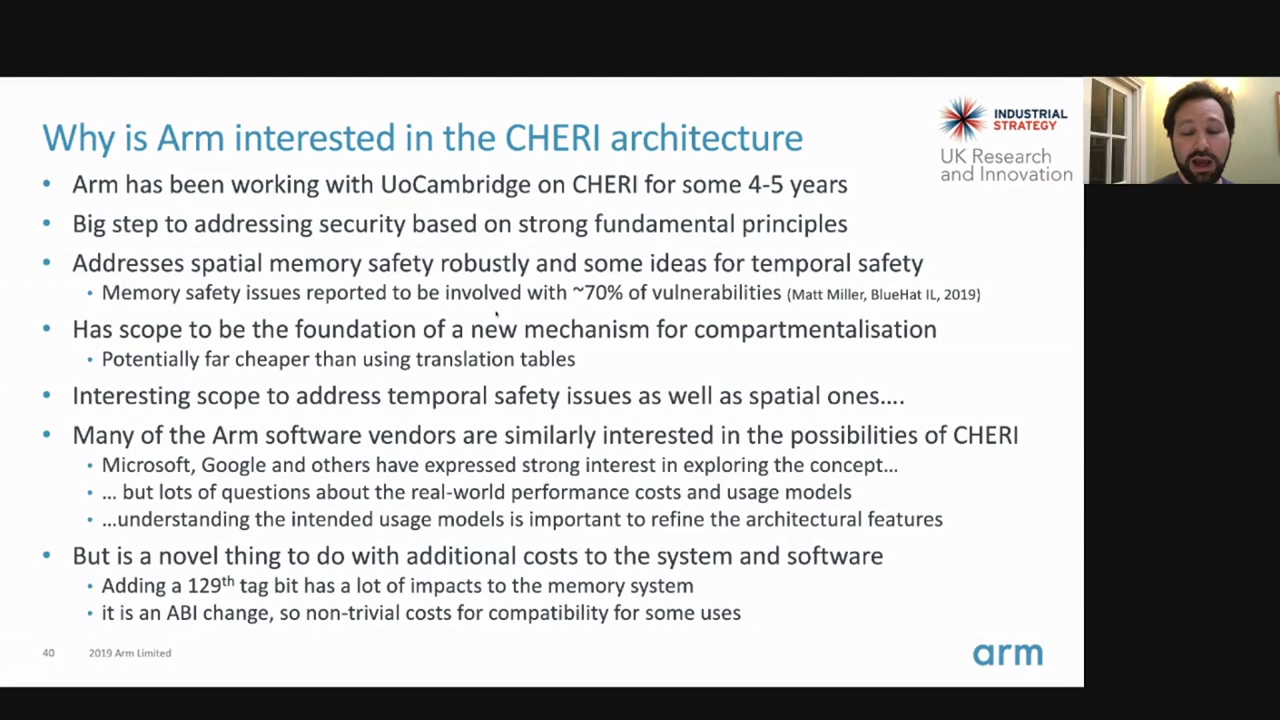 INDUSTRIAL
STRATEGY
UK Research
and Innovation
Why is Arm interested in the CHERI architecture
• Arm has been working with UoCambridge on CHERI for some 4-5 years
• Big step to addressing security based on strong fundamental principles
• Addresses spatial memory safety robustly and some ideas for temporal safety
• Memory safety issues reported to be involved with ~70% of vulnerabilities (Matt Miller, BlueHat IL, 2019)
• Has scope to be the foundation of a new mechanism for compartmentalisation
• Potentially far cheaper than using translation tables
• Interesting scope to address temporal safety issues as well as spatial ones....
• Many of the Arm software vendors are similarly interested in the possibilities of CHERI
• Microsoft, Google and others have expressed strong interest in exploring the concept…
• … but lots of questions about the real-world performance costs and usage models
• …understanding the intended usage models is important to refine the architectural features
• But is a novel thing to do with additional costs to the system and software
• Adding a 129th tag bit has a lot of impacts to the memory system
• it is an ABI change, so non-trivial costs for compatibility for some uses
40 2019 Arm Limited
arm